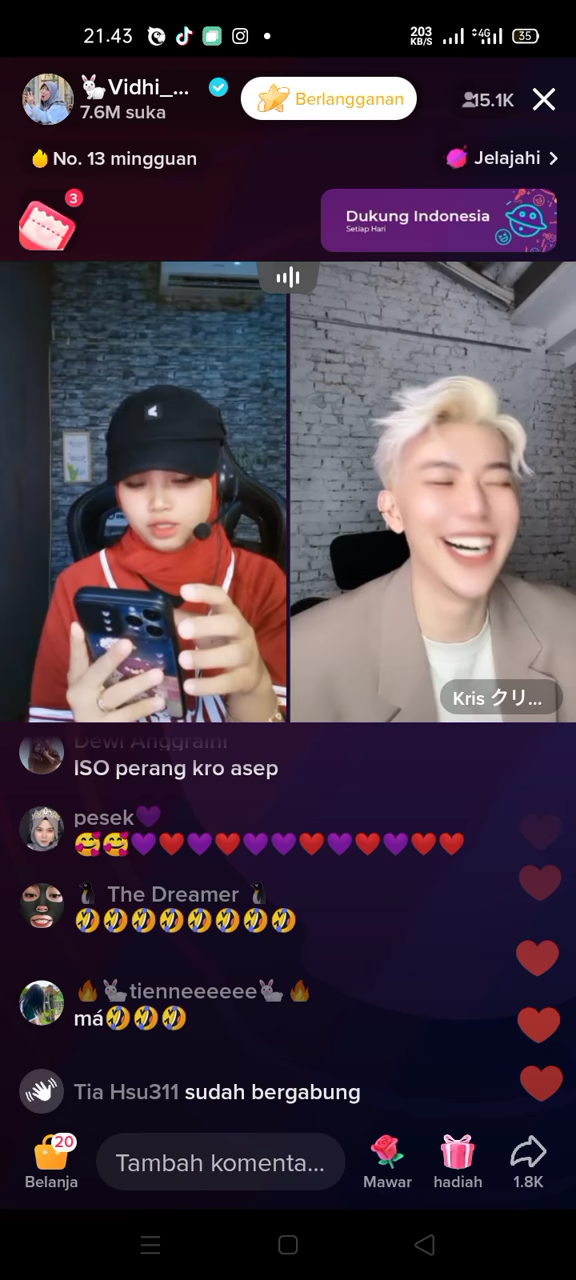 21.43
203
KB/S
4G
35
Vidhi_...
7.6M suka
Berlangganan
15.1K
No. 13 mingguan
Jelajahi
3
Dukung Indonesia
Setiap Hari
Kris クリ...
Dewi Anggraini
ISO perang kro asep
pesek💜
🥰🥰💜❤️💜❤️💜💜❤️💜❤️💜❤️❤️
🐧 The Dreamer 🐧
🤣🤣🤣🤣🤣🤣🤣🤣
🔥🐇tienneeeeee🐇🔥
má🤣🤣🤣
Tia Hsu311 sudah bergabung
20
Belanja
Tambah komenta...
Mawar
hadiah
1.8K